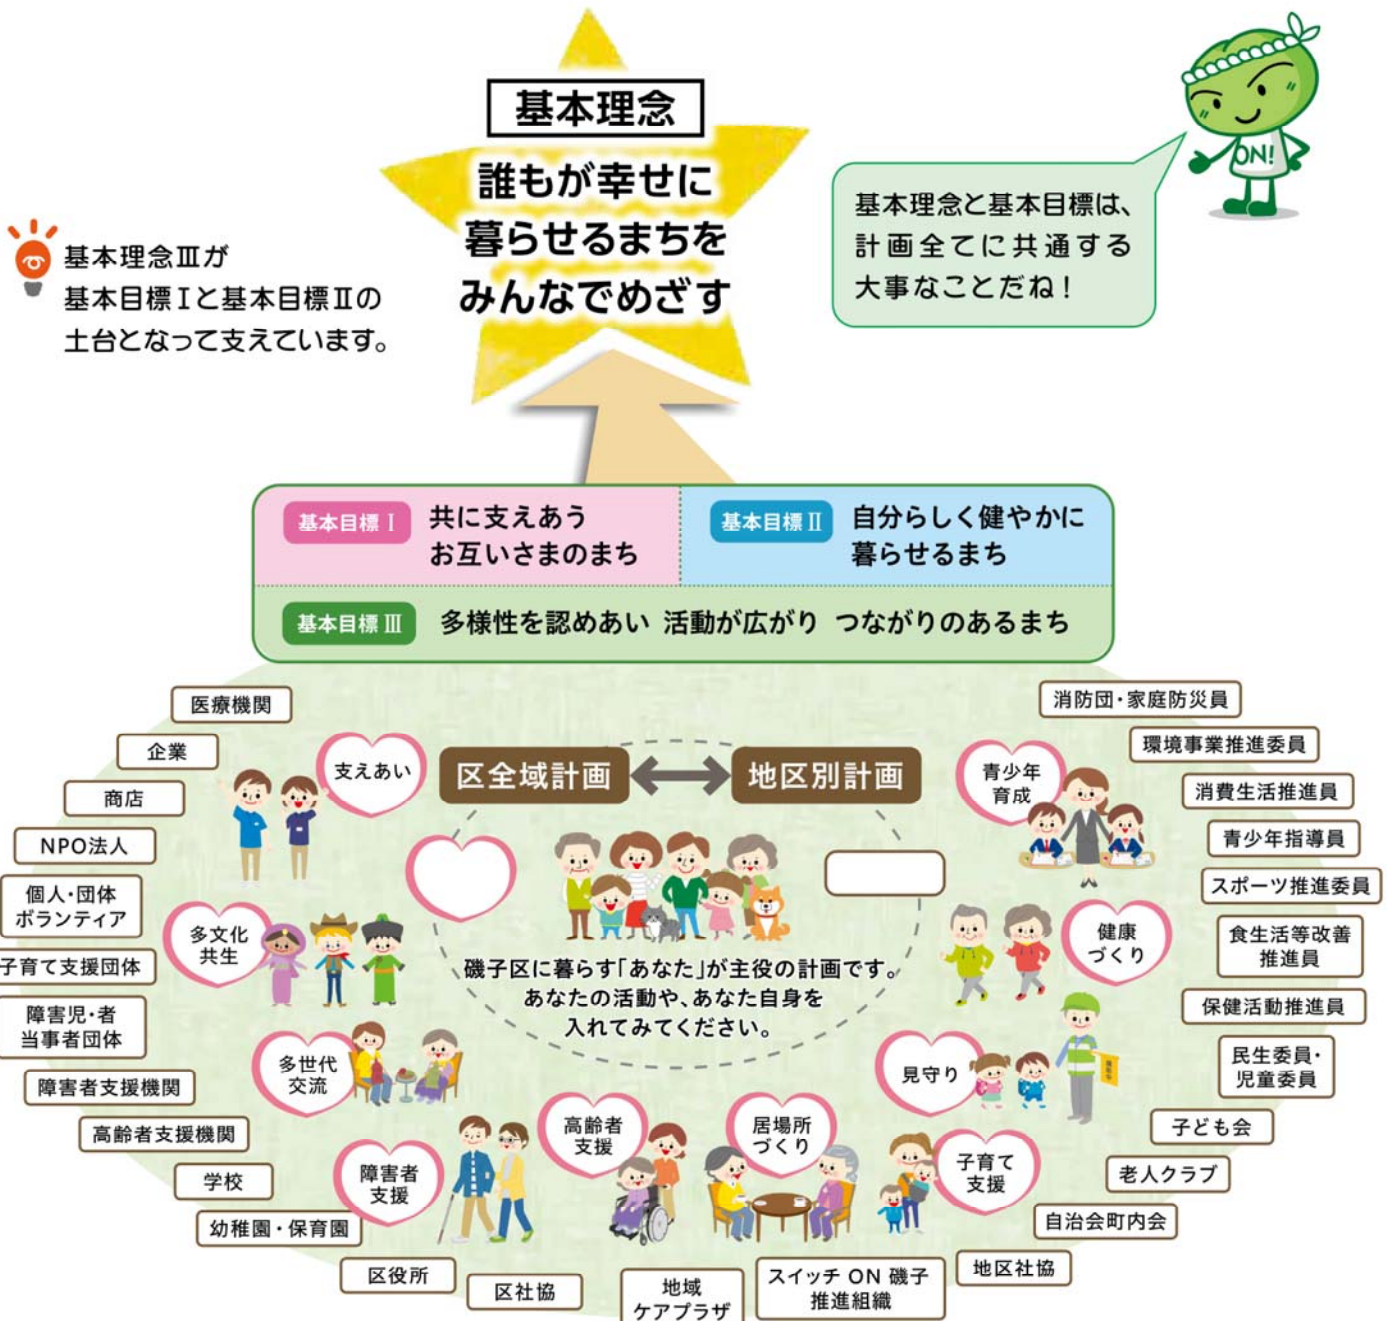 基本理念
誰もが幸せに
暮らせるまちを
みんなでめざす
基本理念Ⅲが
基本目標Ⅰと基本目標Ⅱの
土台となって支えています。
ON!
基本理念と基本目標は、
計画全てに共通する
大事なことだね！
基本目標Ⅰ
共に支えあう
お互いさまのまち
基本目標Ⅱ
自分らしく健やかに
暮らせるまち
基本目標Ⅲ
多様性を認めあい 活動が広がり つながりのあるまち
区全域計画
地区別計画
磯子区に暮らす「あなた」が主役の計画です。
あなたの活動や、あなた自身を
入れてみてください。
支えあい
多文化
共生
多世代
交流
障害者
支援
高齢者
支援
居場所
づくり
子育て
支援
見守り
健康
づくり
青少年
育成
医療機関
企業
商店
NPO法人
個人・団体
ボランティア
子育て支援団体
障害児・者
当事者団体
障害者支援機関
高齢者支援機関
学校
幼稚園・保育園
区役所
区社協
地域
ケアプラザ
スイッチ ON 磯子
推進組織
地区社協
自治会町内会
老人クラブ
子ども会
民生委員・
児童委員
保健活動推進員
食生活等改善
推進員
スポーツ推進委員
青少年指導員
消費生活推進員
環境事業推進委員
消防団・家庭防災員